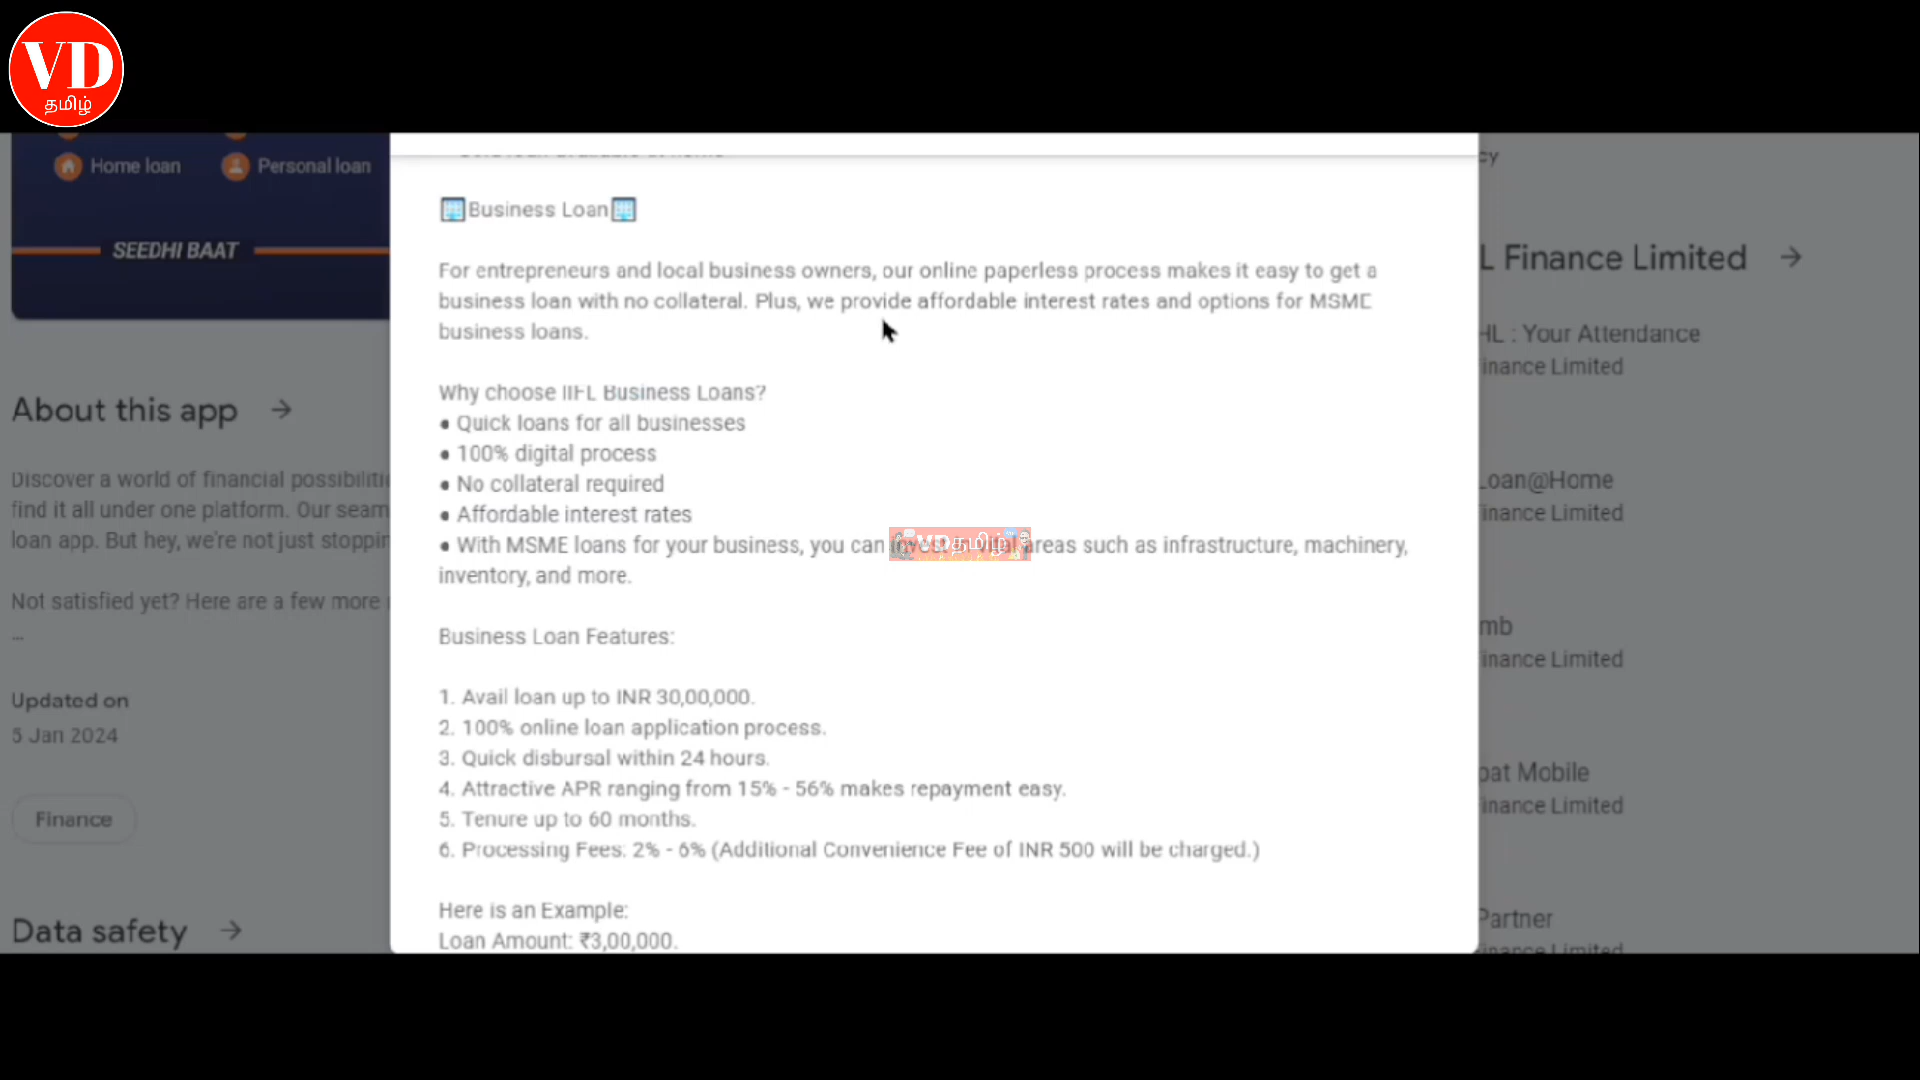 VD
தமிழ்
Home loan
Personal loan
SEEDHI BAAT
About this app
Discover a world of financial
find it all under one platform. Our
loan app. But hey, we're not just
Not satisfied yet? Here are a few more
...
Updated on
5 Jan 2024
Finance
Data safety
Business Loan
For entrepreneurs and local business owners, our online paperless process makes it easy to get a
business loan with no collateral. Plus, we provide affordable interest rates and options for MSME
business loans.
Why choose IIFL Business Loans?
● Quick loans for all businesses
● 100% digital process
● No collateral required
● Affordable interest rates
● With MSME loans for your business, you can areas such as infrastructure, machinery,
inventory, and more.
VDதமிழ்
Business Loan Features:
1. Avail loan up to INR 30,00,000.
2. 100% online loan application process.
3. Quick disbursal within 24 hours.
4. Attractive APR ranging from 15% - 56% makes repayment easy.
5. Tenure up to 60 months.
6. Processing Fees: 2% - 6% (Additional Convenience Fee of INR 500 will be charged.)
Here is an Example:
Loan Amount: ₹3,00,000.
L Finance Limited
HL : Your Attendance
inance Limited
Loan@Home
inance Limited
mb
inance Limited
oat Mobile
inance Limited
Partner
inance Limited